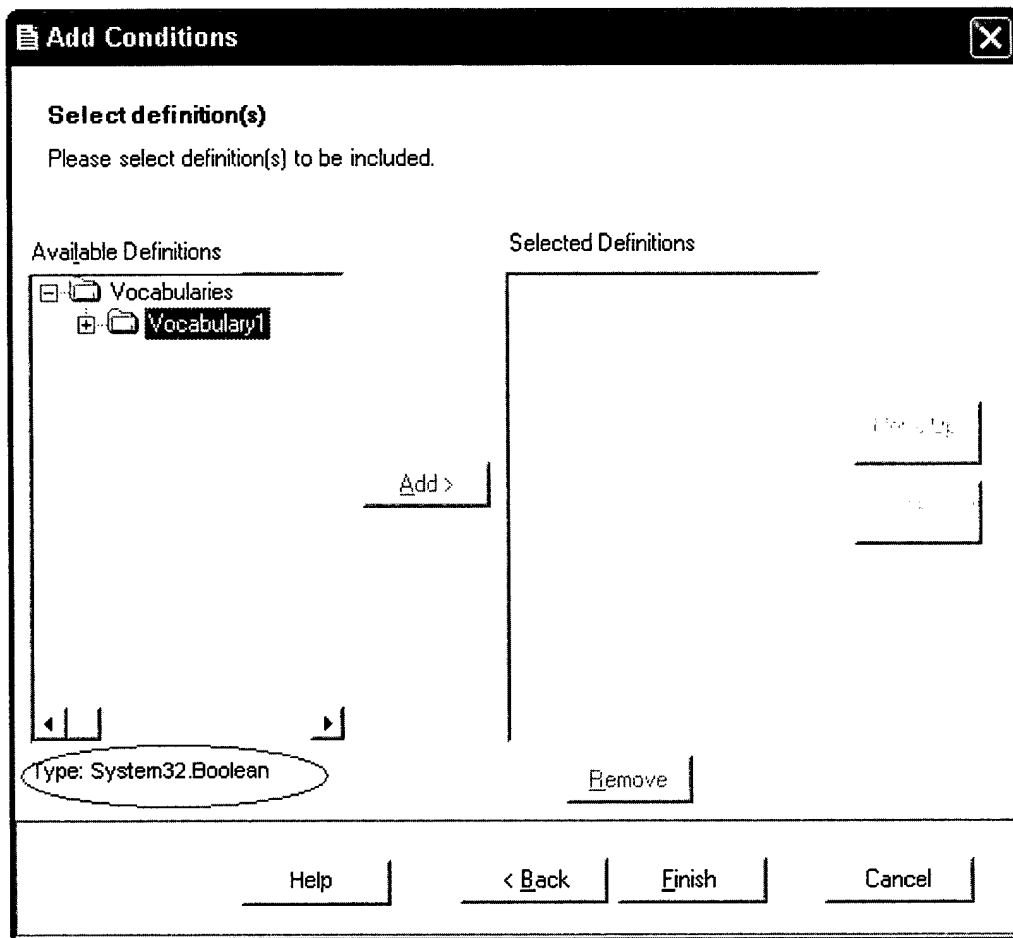 Add Conditions
Select definition(s)
Please select definition(s) to be included.
Available Definitions
Selected Definitions
Vocabularies
Vocabulary1
Add >
Type: System32.Boolean
Remove
Help
< Back
Finish
Cancel